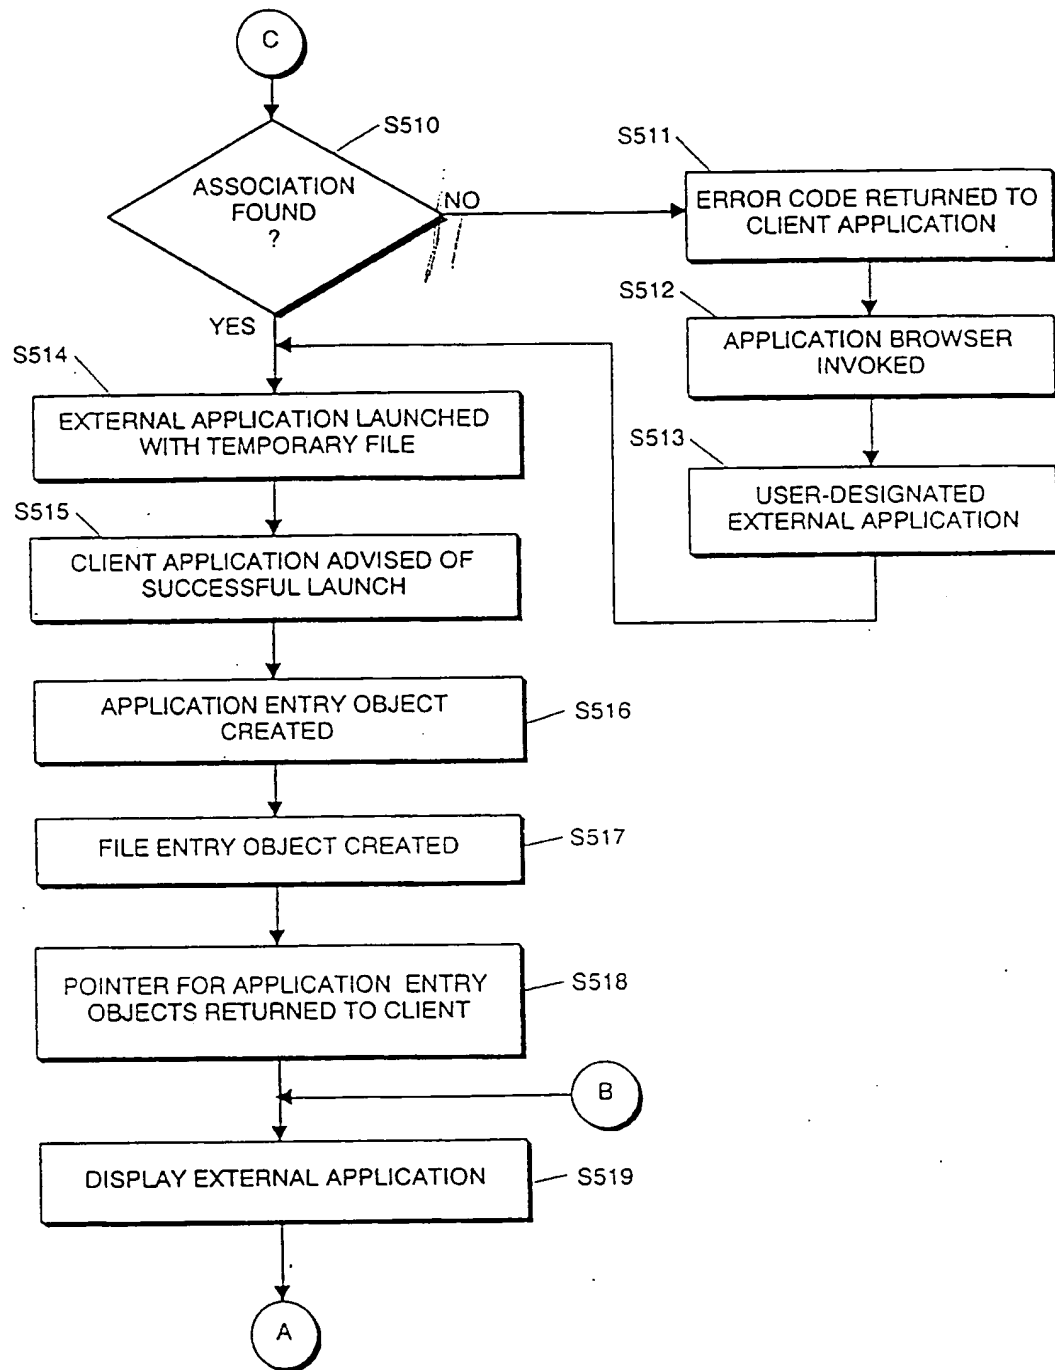 C
S510
ASSOCIATION
FOUND
?
NO
YES
S511
ERROR CODE RETURNED TO
CLIENT APPLICATION
S512
APPLICATION BROWSER
INVOKED
S513
USER-DESIGNATED
EXTERNAL APPLICATION
S514
EXTERNAL APPLICATION LAUNCHED
WITH TEMPORARY FILE
S515
CLIENT APPLICATION ADVISED OF
SUCCESSFUL LAUNCH
APPLICATION ENTRY OBJECT
CREATED
S516
FILE ENTRY OBJECT CREATED
S517
POINTER FOR APPLICATION ENTRY
OBJECTS RETURNED TO CLIENT
S518
B
DISPLAY EXTERNAL APPLICATION
S519
A